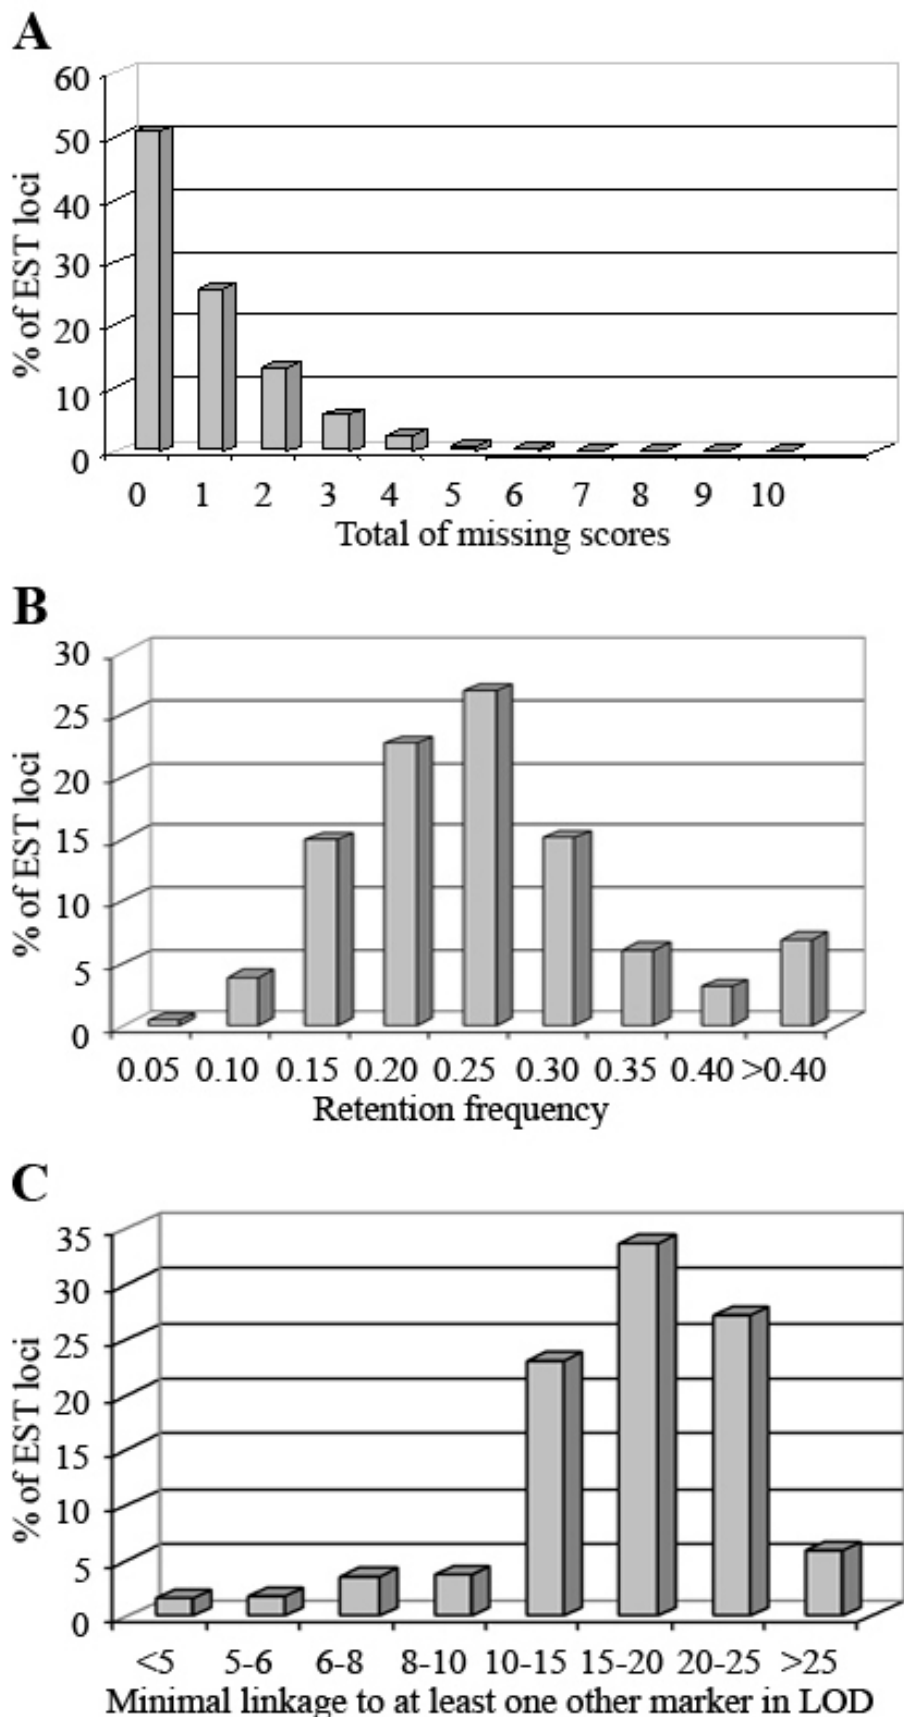 A
60
50
40
30
20
10
0
% of EST loci
0 1 2 3 4 5 6 7 8 9 10
Total of missing scores
B
30
25
20
15
10
5
0
% of EST loci
0.05 0.10 0.15 0.20 0.25 0.30 0.35 0.40 >0.40
Retention frequency
C
35
30
25
20
15
10
5
0
% of EST loci
<5 5-6 6-8 8-10 10-15 15-20 20-25 >25
Minimal linkage to at least one other marker in LOD